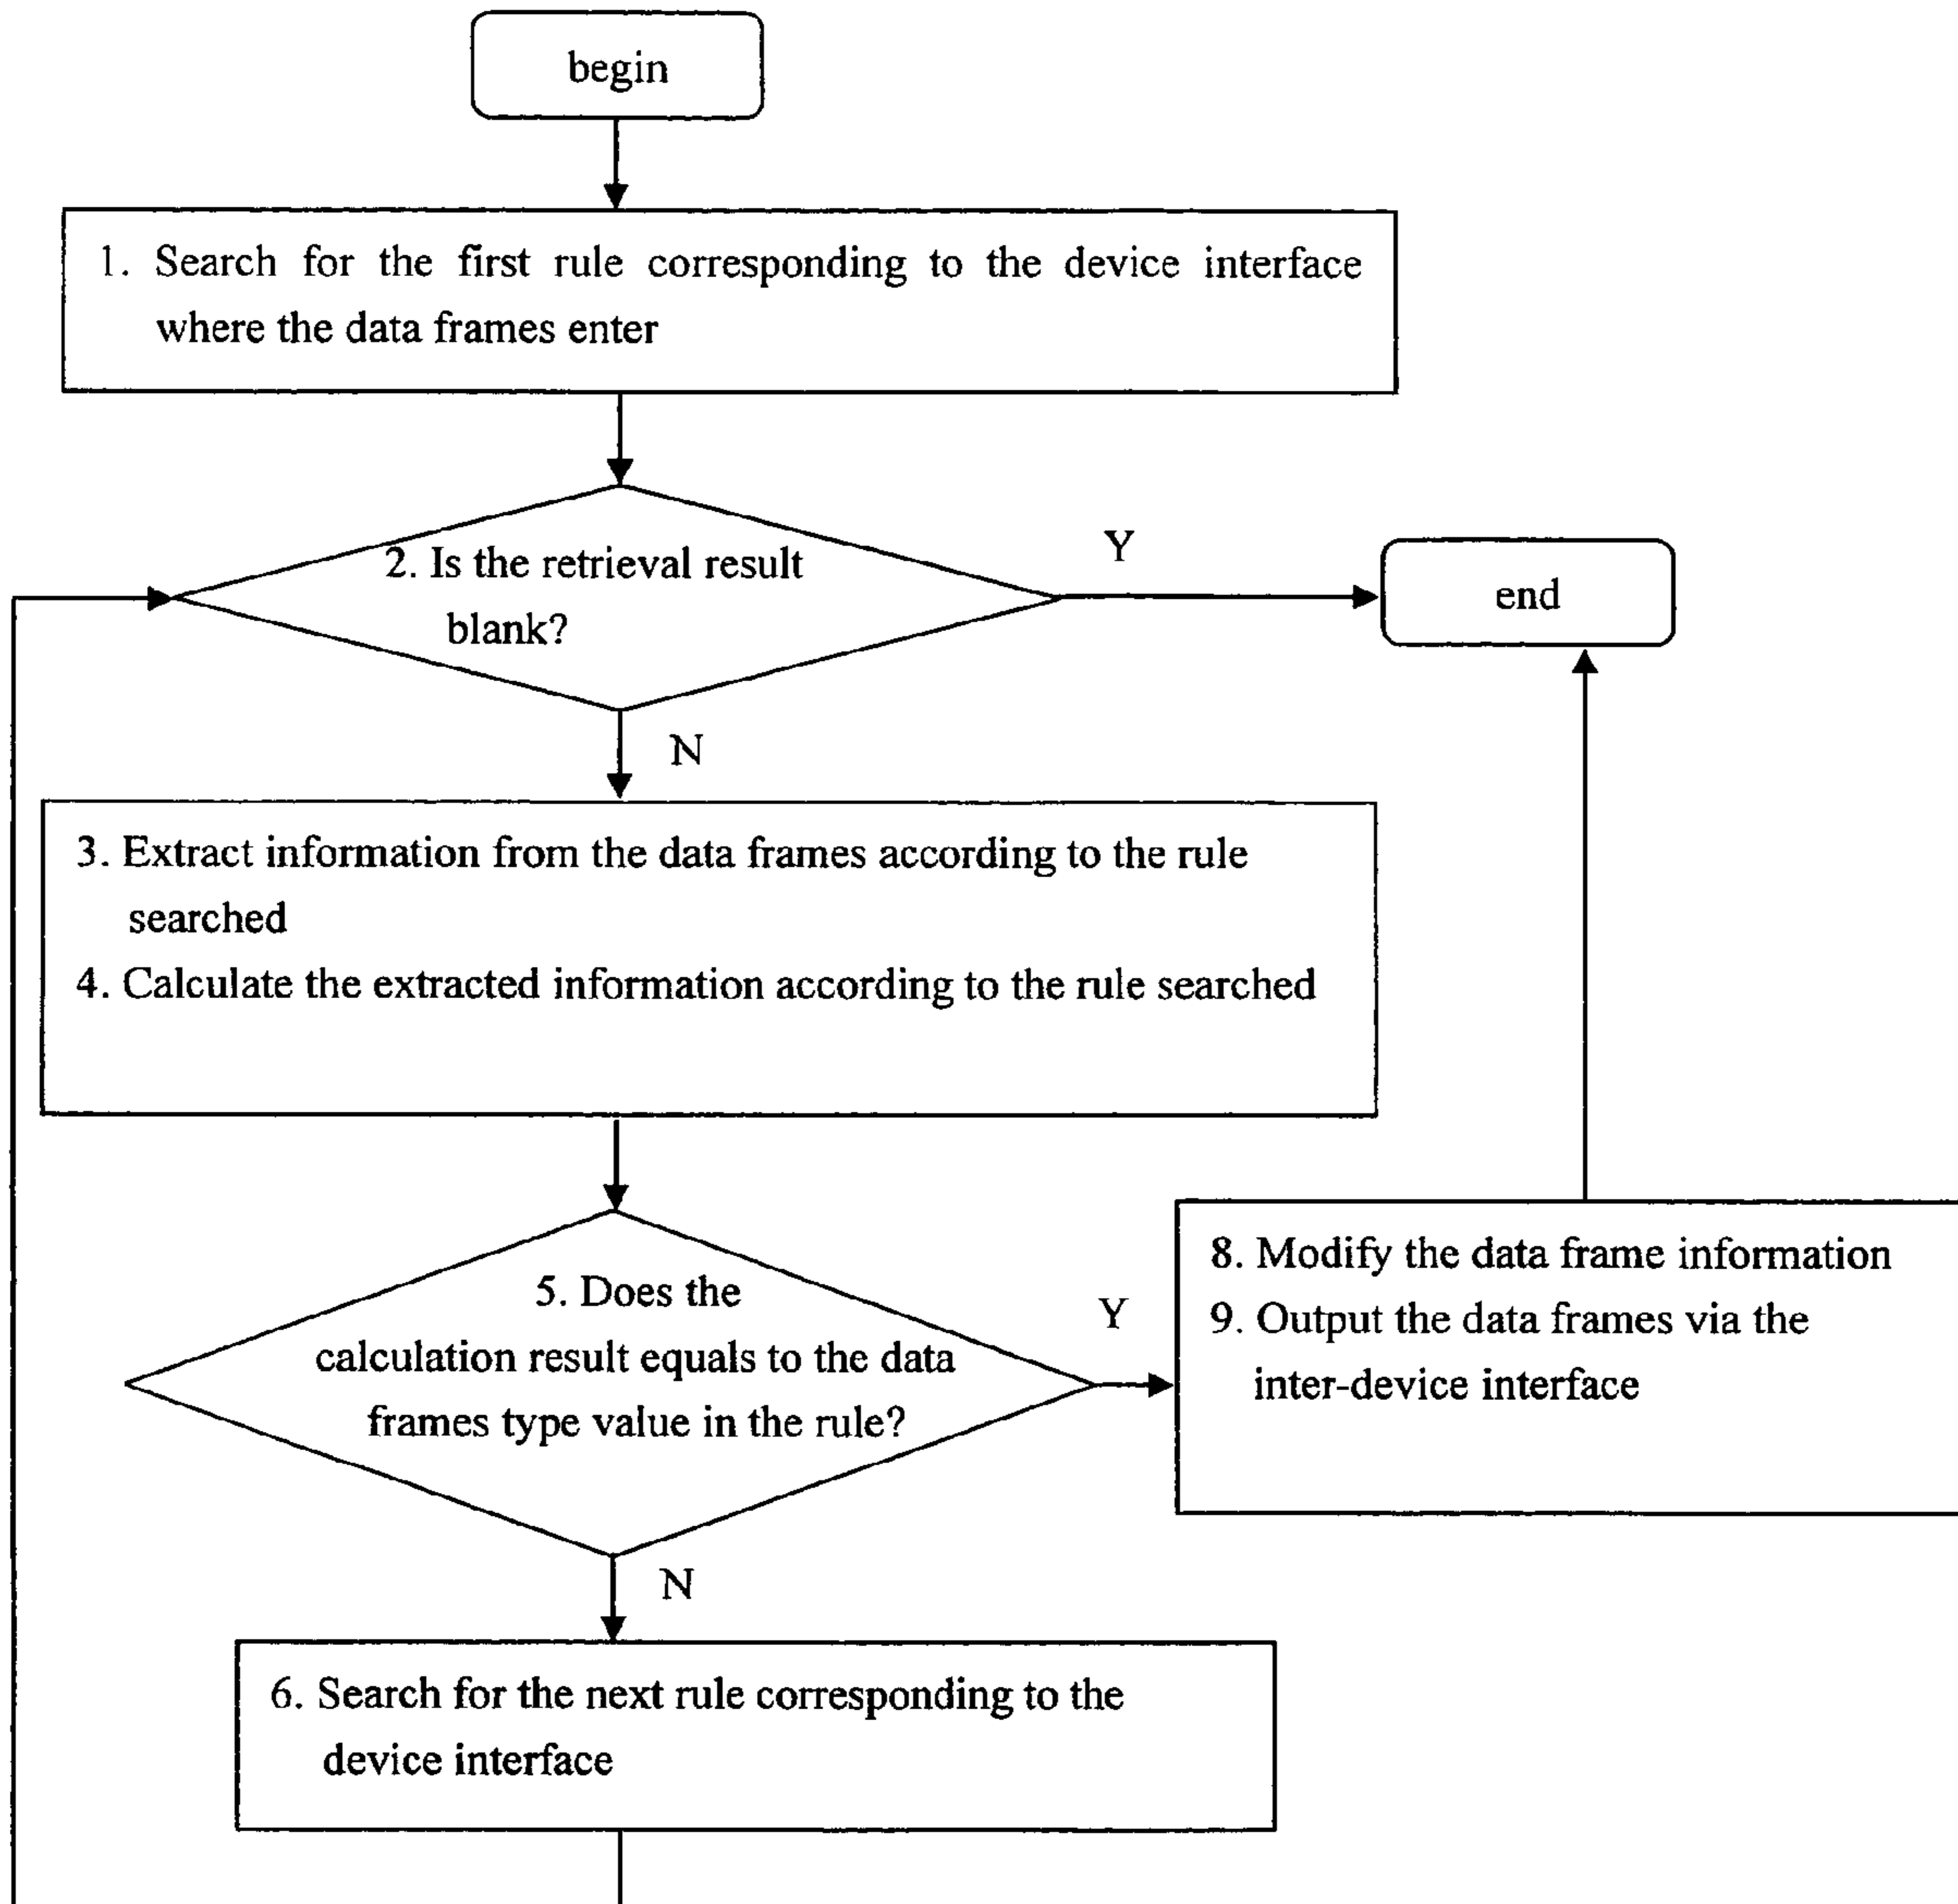 begin
1. Search for the first rule corresponding to the device interface
where the data frames enter
2. Is the retrieval result
blank?
Y
end
N
3. Extract information from the data frames according to the rule
searched
4. Calculate the extracted information according to the rule searched
5. Does the
calculation result equals to the data
frames type value in the rule?
Y
8. Modify the data frame information
9. Output the data frames via the
inter-device interface
N
6. Search for the next rule corresponding to the
device interface